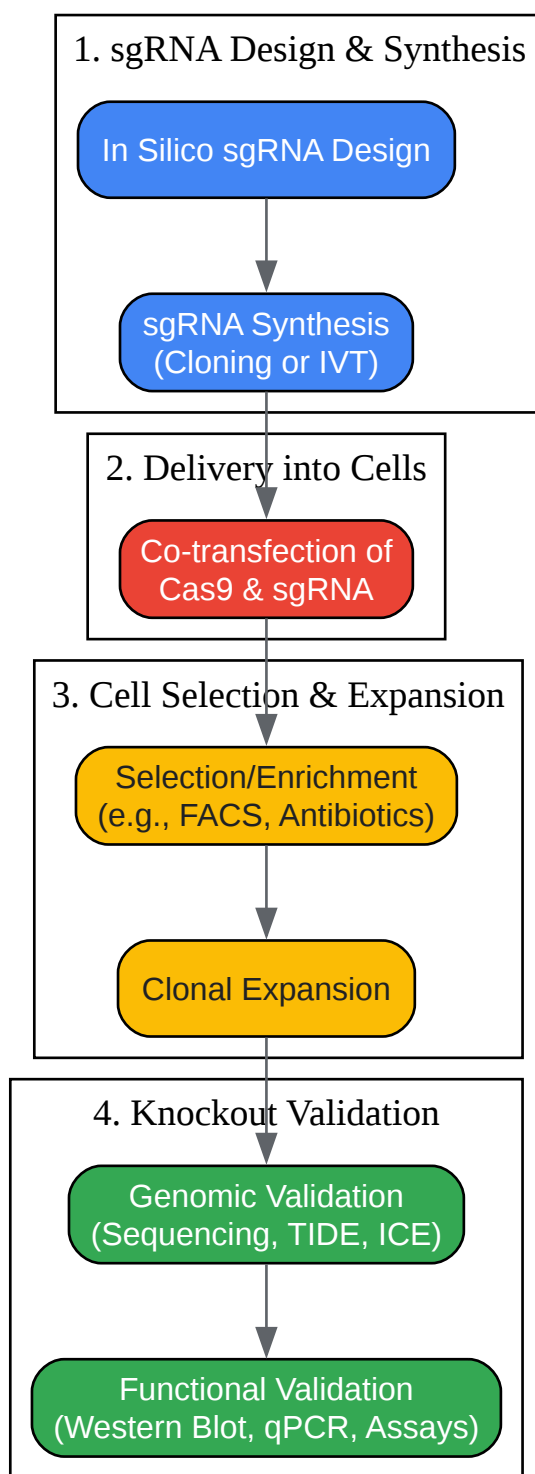 1. sgRNA Design & Synthesis
In Silico sgRNA Design
sgRNA Synthesis
(Cloning or IVT)
2. Delivery into Cells
Co-transfection of
Cas9 & sgRNA
3. Cell Selection & Expansion
Selection/Enrichment
(e.g., FACS, Antibiotics)
Clonal Expansion
4. Knockout Validation
Genomic Validation
(Sequencing, TIDE, ICE)
Functional Validation
(Western Blot, qPCR, Assays)